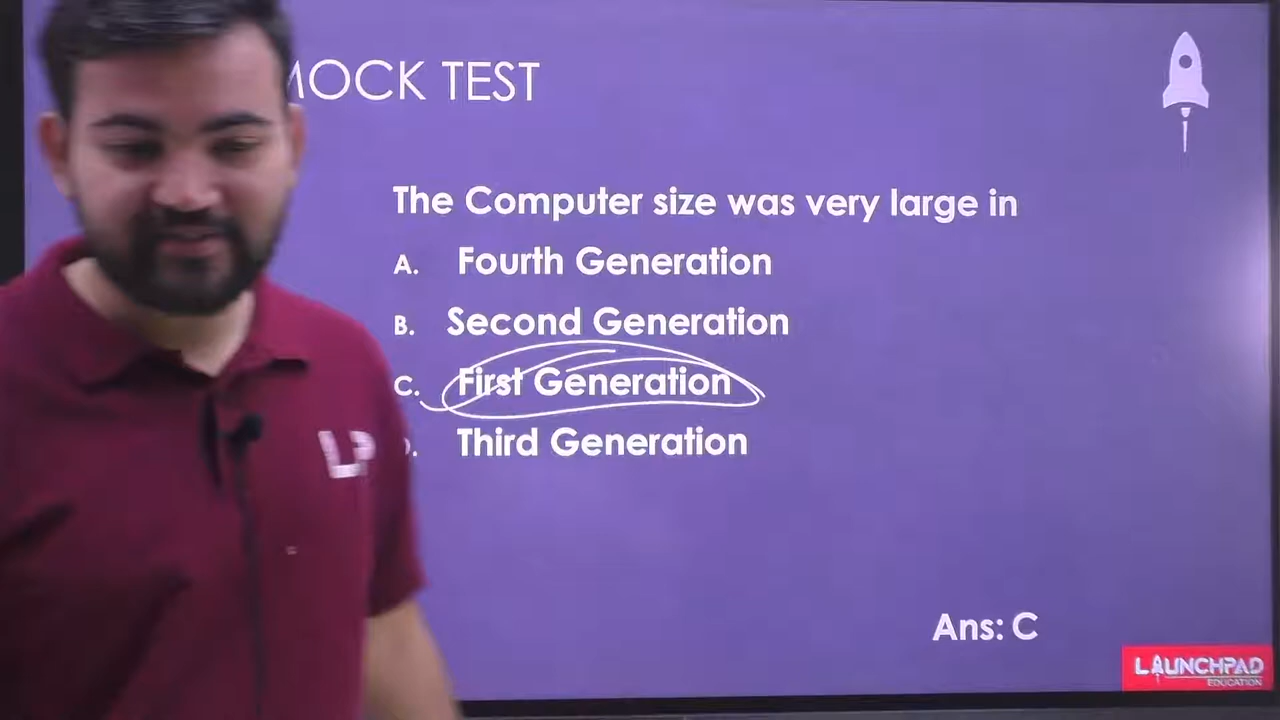 MOCK TEST
The Computer size was very large in
A. Fourth Generation
B. Second Generation
C. First Generation
D. Third Generation
Ans: C
LP
LAUNCHPAD
EDUCATION